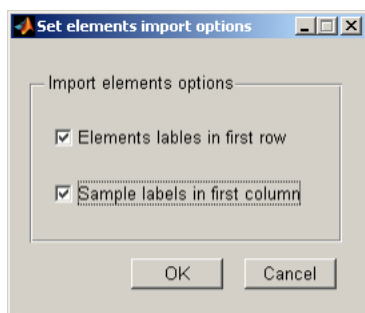 Set elements import options
Import elements options
Elements lables in first row
Sample labels in first column
OK Cancel